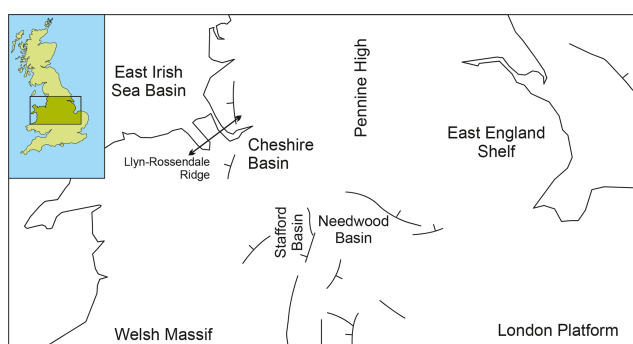 East Irish
Sea Basin
Pennine High
East England
Shelf
Cheshire
Basin
Llyn-Rossendale
Ridge
Stafford
Basin
Needwood
Basin
Welsh Massif
London Platform